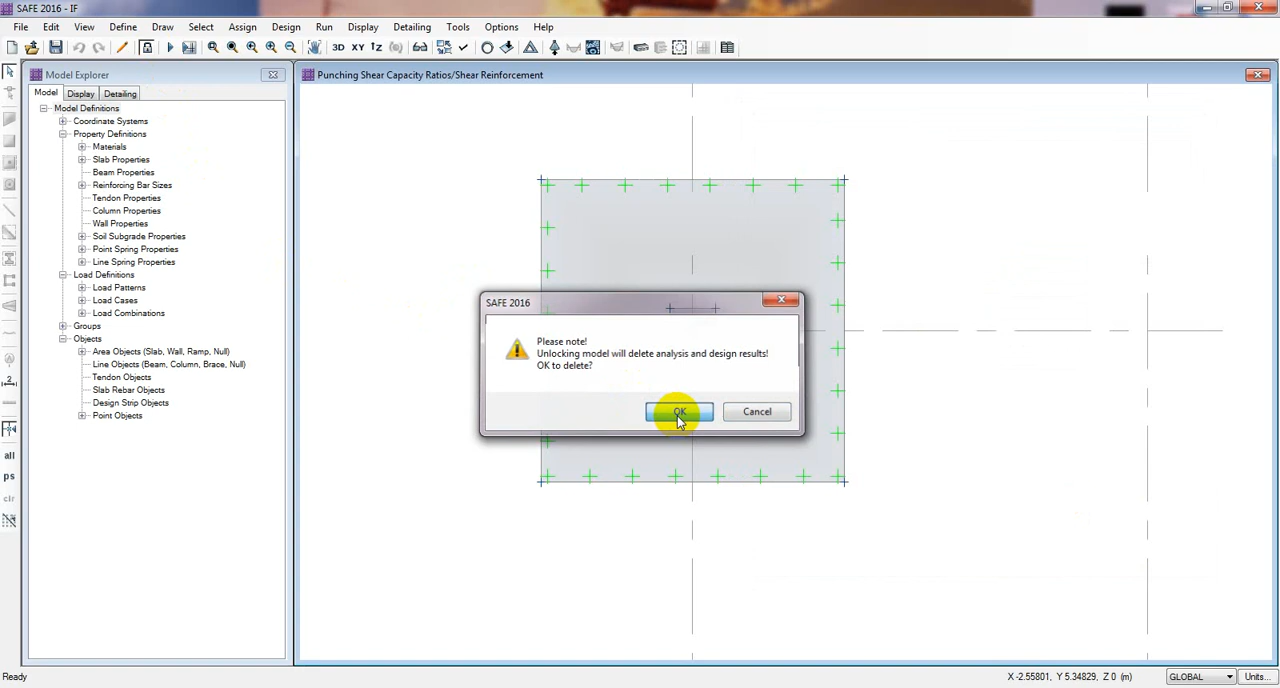 SAFE 2016 - IF
File Edit View Define Draw Select Assign Design Run Display Detailing Tools Options Help
3D XY
Model Explorer
Model Display Detailing
Model Definitions
Coordinate Systems
Property Definitions
Materials
Slab Properties
Beam Properties
Reinforcing Bar Sizes
Tendon Properties
Column Properties
Wall Properties
Soil Subgrade Properties
Point Spring Properties
Line Spring Properties
Load Definitions
Load Patterns
Load Cases
Load Combinations
Groups
Objects
Area Objects (Slab, Wall, Ramp, Null)
Line Objects (Beam, Column, Brace, Null)
Tendon Objects
Slab Rebar Objects
Design Strip Objects
Point Objects
all
ps
clr
Punching Shear Capacity Ratios/Shear Reinforcement
SAFE 2016
Please note!
Unlocking model will delete analysis and design results!
OK to delete?
OK Cancel
Ready
X -2.55801, Y 5.34829, Z 0 (m)
GLOBAL
Units...